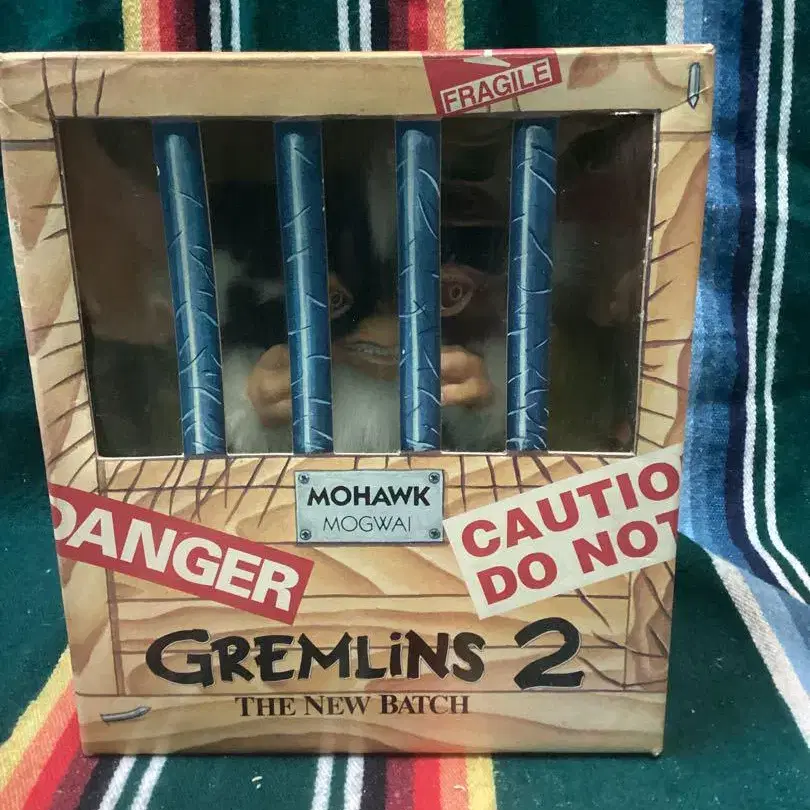 FRAGILE
MOHAWK
MOGWAI
DANGER
CAUTIO
DO NOT
GREMLiNS 2
THE NEW BATCH